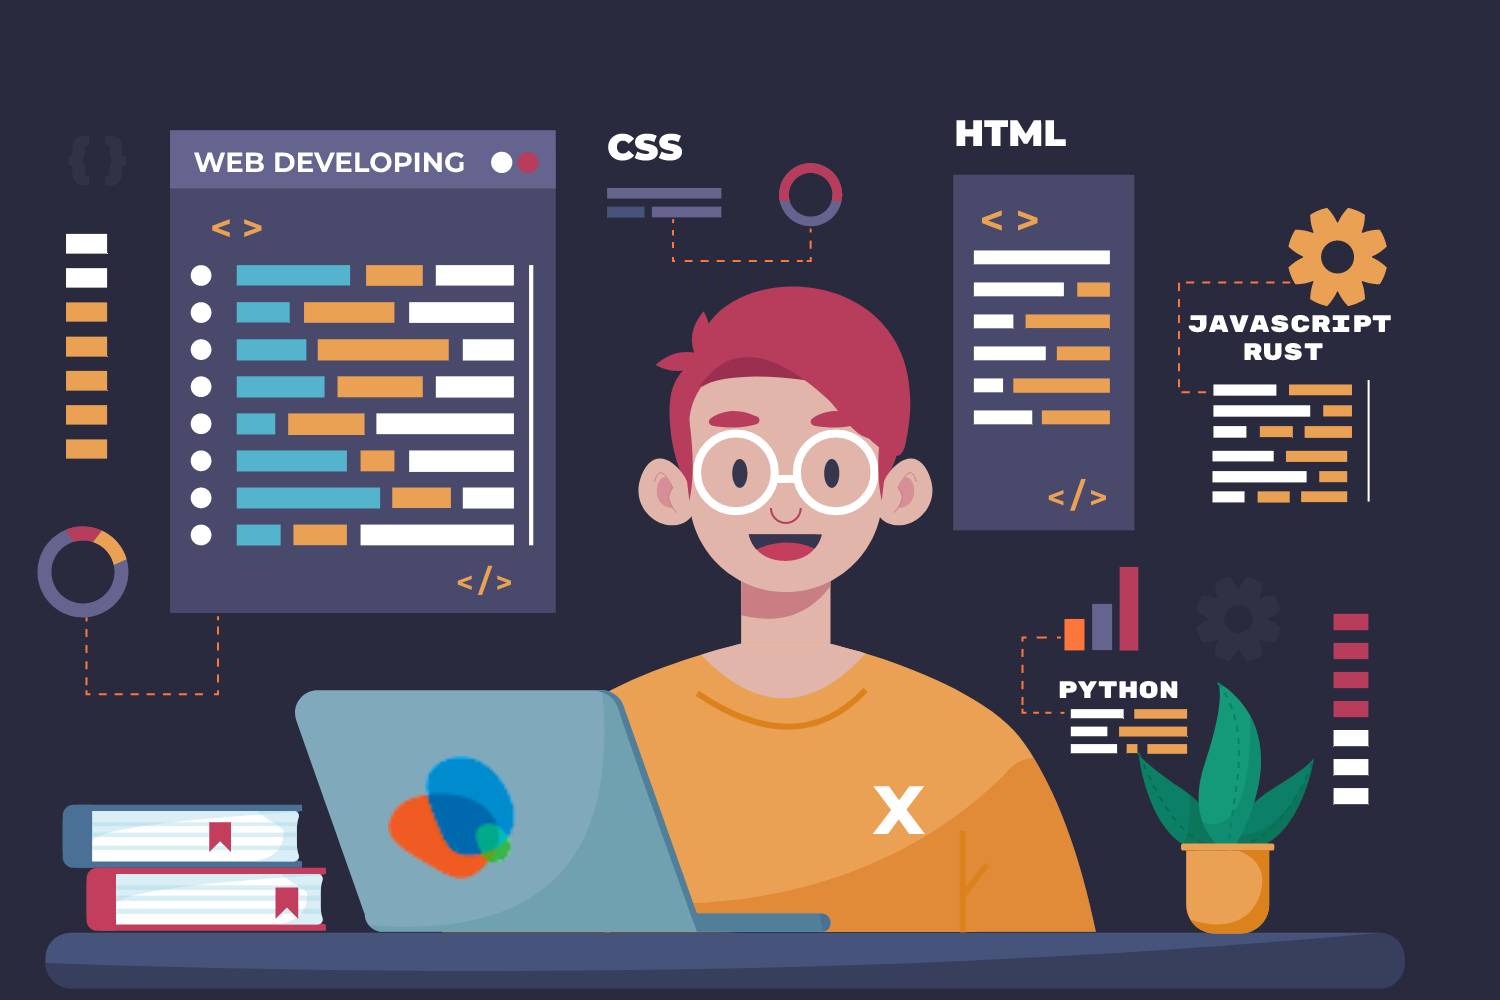 { }
WEB DEVELOPING
< >
</>
CSS
HTML
< >
</>
JAVASCRIPT
RUST
PYTHON
X